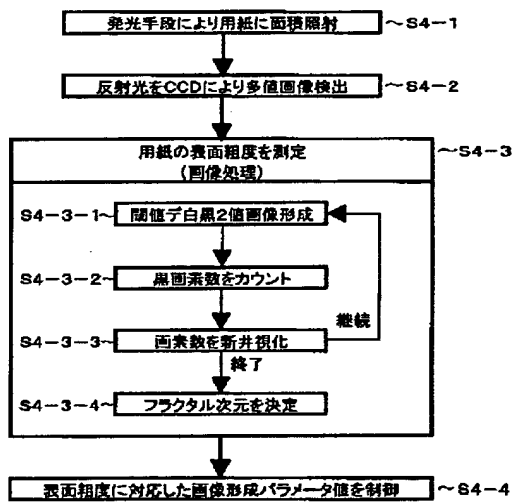 発光手段により用紙に面積照射 ~S4-1
反射光をCCDにより多値画像検出 ~S4-2
用紙の表面粗度を測定 ~S4-3
(画像処理)
S4-3-1~ 閾値デ白黒2値画像形成
S4-3-2~ 黒画素数をカウント
継続
S4-3-3~ 画素数を新井視化
終了
S4-3-4~ フラクタル次元を決定
表面粗度に対応した画像形成パラメータ値を制御 ~S4-4